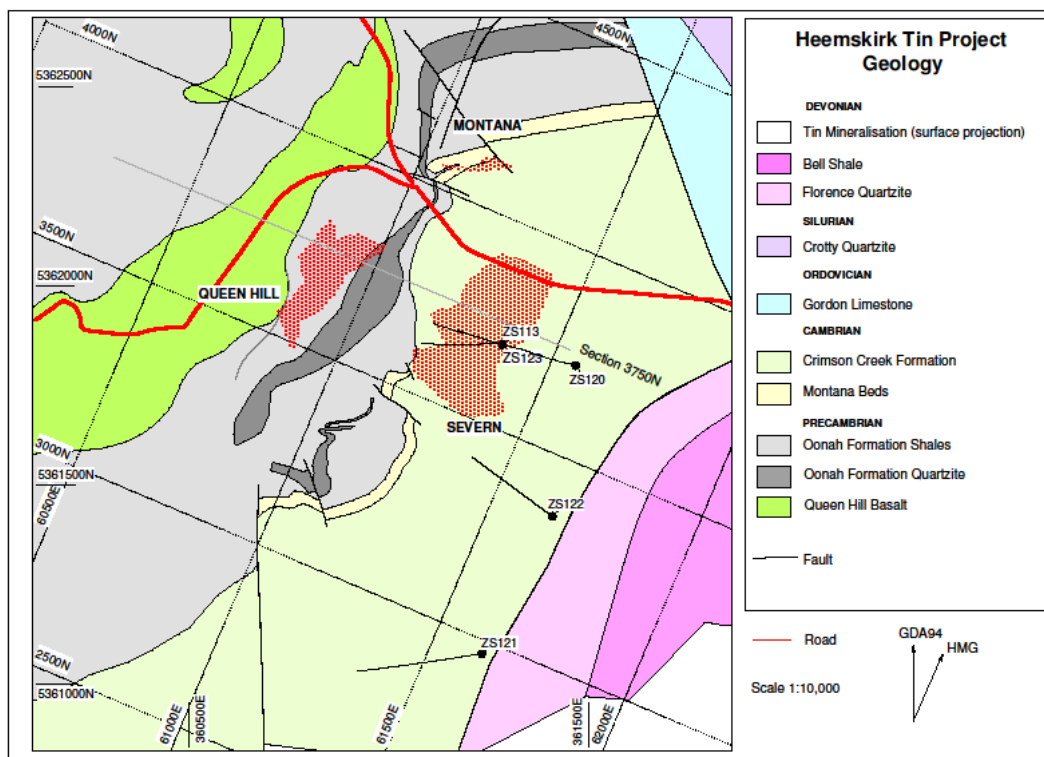 4000N
4500N
5362500N
MONTANA
3500N
5362000N
QUEEN HILL
ZS113
ZS123
Section 3750N
ZS120
SEVERN
3000N
5361500N
60500E
ZS122
ZS121
2500N
5361000N
61000E
360500E
61500E
361500E
62000E
Heemskirk Tin Project
Geology
DEVONIAN
Tin Mineralisation (surface projection)
Bell Shale
Florence Quartzite
SILURIAN
Crotty Quartzite
ORDOVICIAN
Gordon Limestone
CAMBRIAN
Crimson Creek Formation
Montana Beds
PRECAMBRIAN
Oonah Formation Shales
Oonah Formation Quartzite
Queen Hill Basalt
Fault
Road
GDA94
HMG
Scale 1:10,000